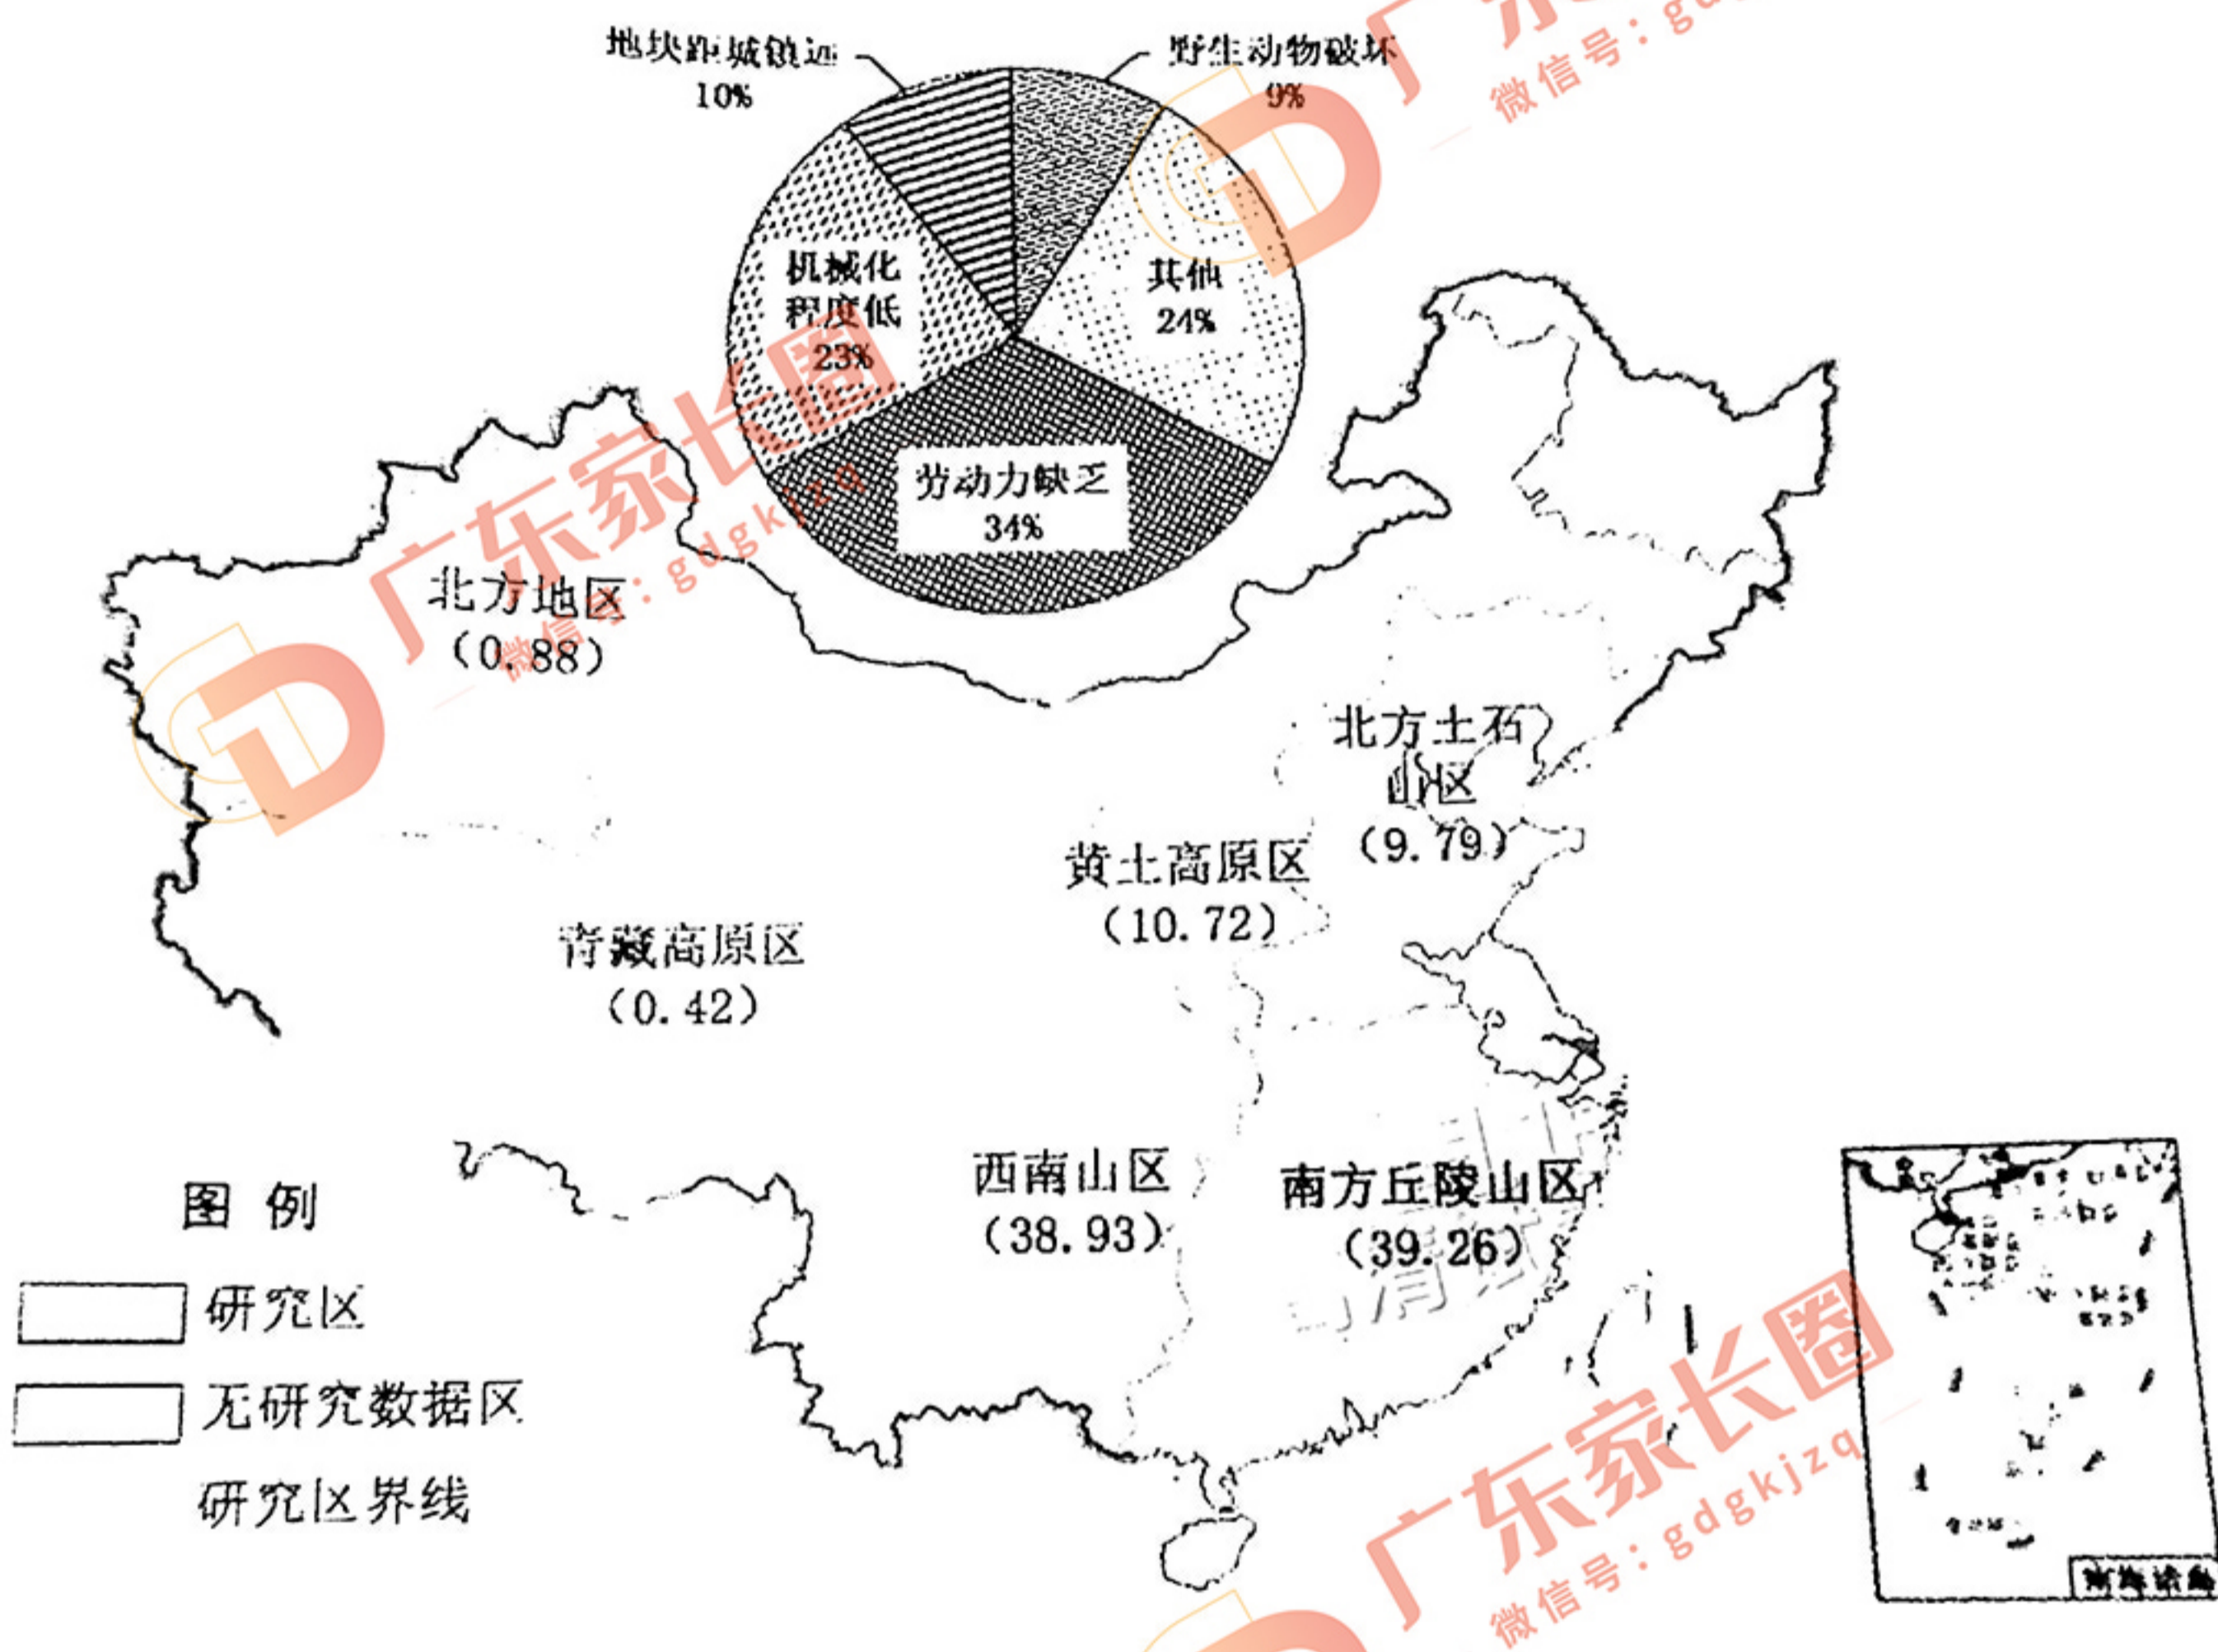 地块距城镇远
10%
野生动物破坏
9%
机械化
程度低
23%
其他
24%
劳动力缺乏
34%
北方地区
(0.88)
北方土石
山区
(9.79)
黄土高原区
(10.72)
青藏高原区
(0.42)
西南山区
(38.93)
南方丘陵山区
(39.26)
图例
研究区
无研究数据区
研究区界线
南海诸岛
广东家长圈
微信号：gdgkjzq
广东家长圈
微信号：gdgkjzq
微信号：gd